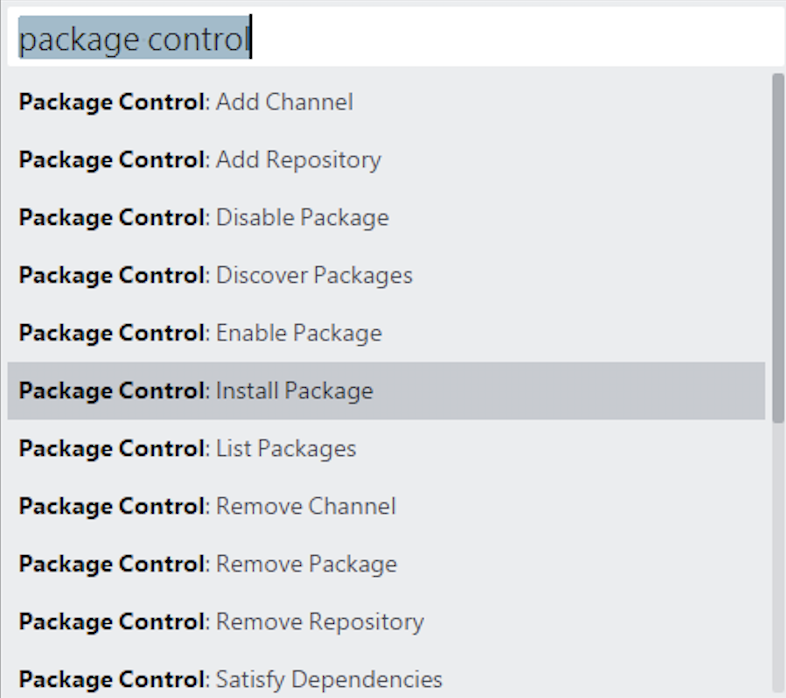 package control
Package Control: Add Channel
Package Control: Add Repository
Package Control: Disable Package
Package Control: Discover Packages
Package Control: Enable Package
Package Control: Install Package
Package Control: List Packages
Package Control: Remove Channel
Package Control: Remove Package
Package Control: Remove Repository
Package Control: Satisfy Dependencies